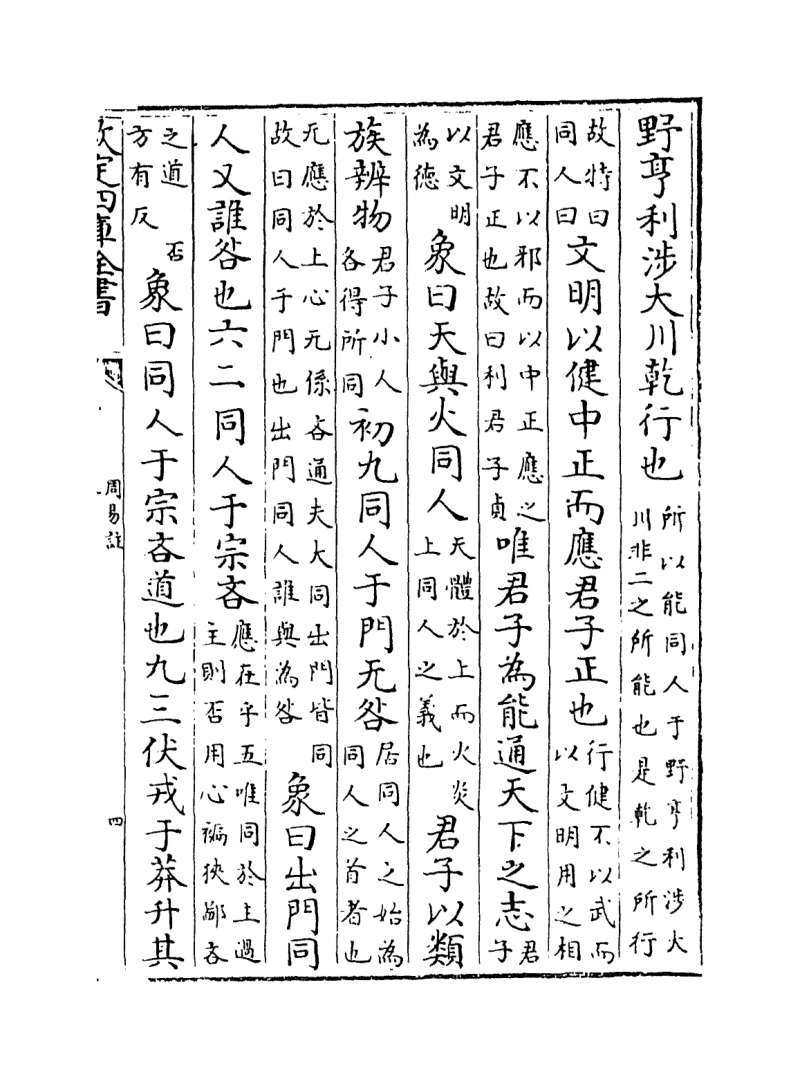 野亨利涉大川乾行也所以能同人于野亨利涉大川非二之所能也是乾之所行
故特曰同人曰文明以健中正而應君子正也行健不以武而以文明用之相
應不以邪而以中正應之君子正也故曰利君子貞唯君子為能通天下之志君子
以文明為德象曰天與火同人天體於上而火炎上同人之義也君子以類
族辨物君子小人各得所同初九同人于門无咎居同人之始為同人之首者也
无應於上心无係吝通夫大同出門皆同故曰同人于門也出門同人誰與為咎象曰出門同
人又誰咎也六二同人于宗吝應在乎五唯同於主過主則否用心褊狹鄙吝
之道否方有反象曰同人于宗吝道也九三伏戎于莽升其
欽定四庫全書
周易註
四